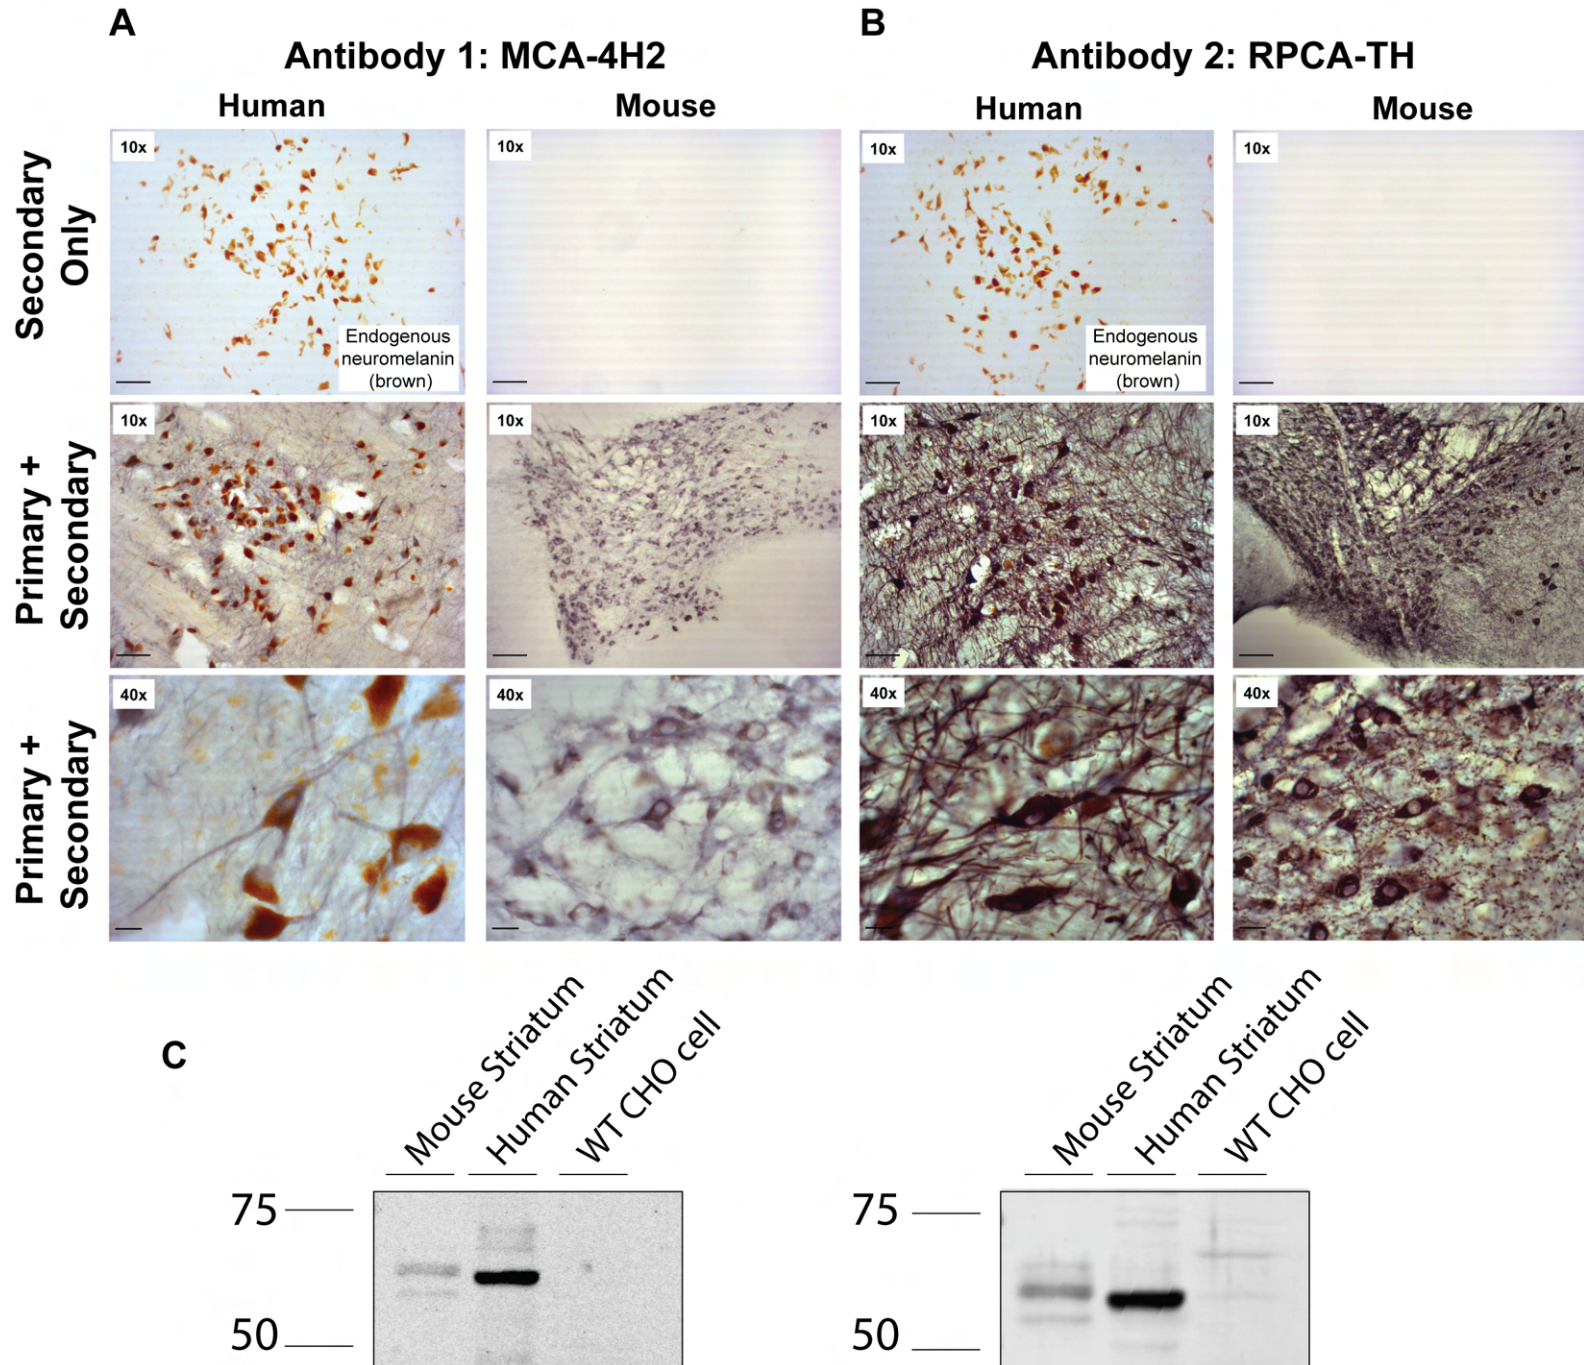 A
B
Antibody 1: MCA-4H2
Antibody 2: RPCA-TH
Human
Mouse
Human
Mouse
Secondary
Only
10x
10x
10x
10x
Endogenous
neuromelanin
(brown)
Endogenous
neuromelanin
(brown)
Primary +
Secondary
10x
10x
10x
10x
Primary +
Secondary
40x
40x
40x
40x
C
Mouse Striatum
Human Striatum
WT CHO cell
Mouse Striatum
Human Striatum
WT CHO cell
75
75
50
50